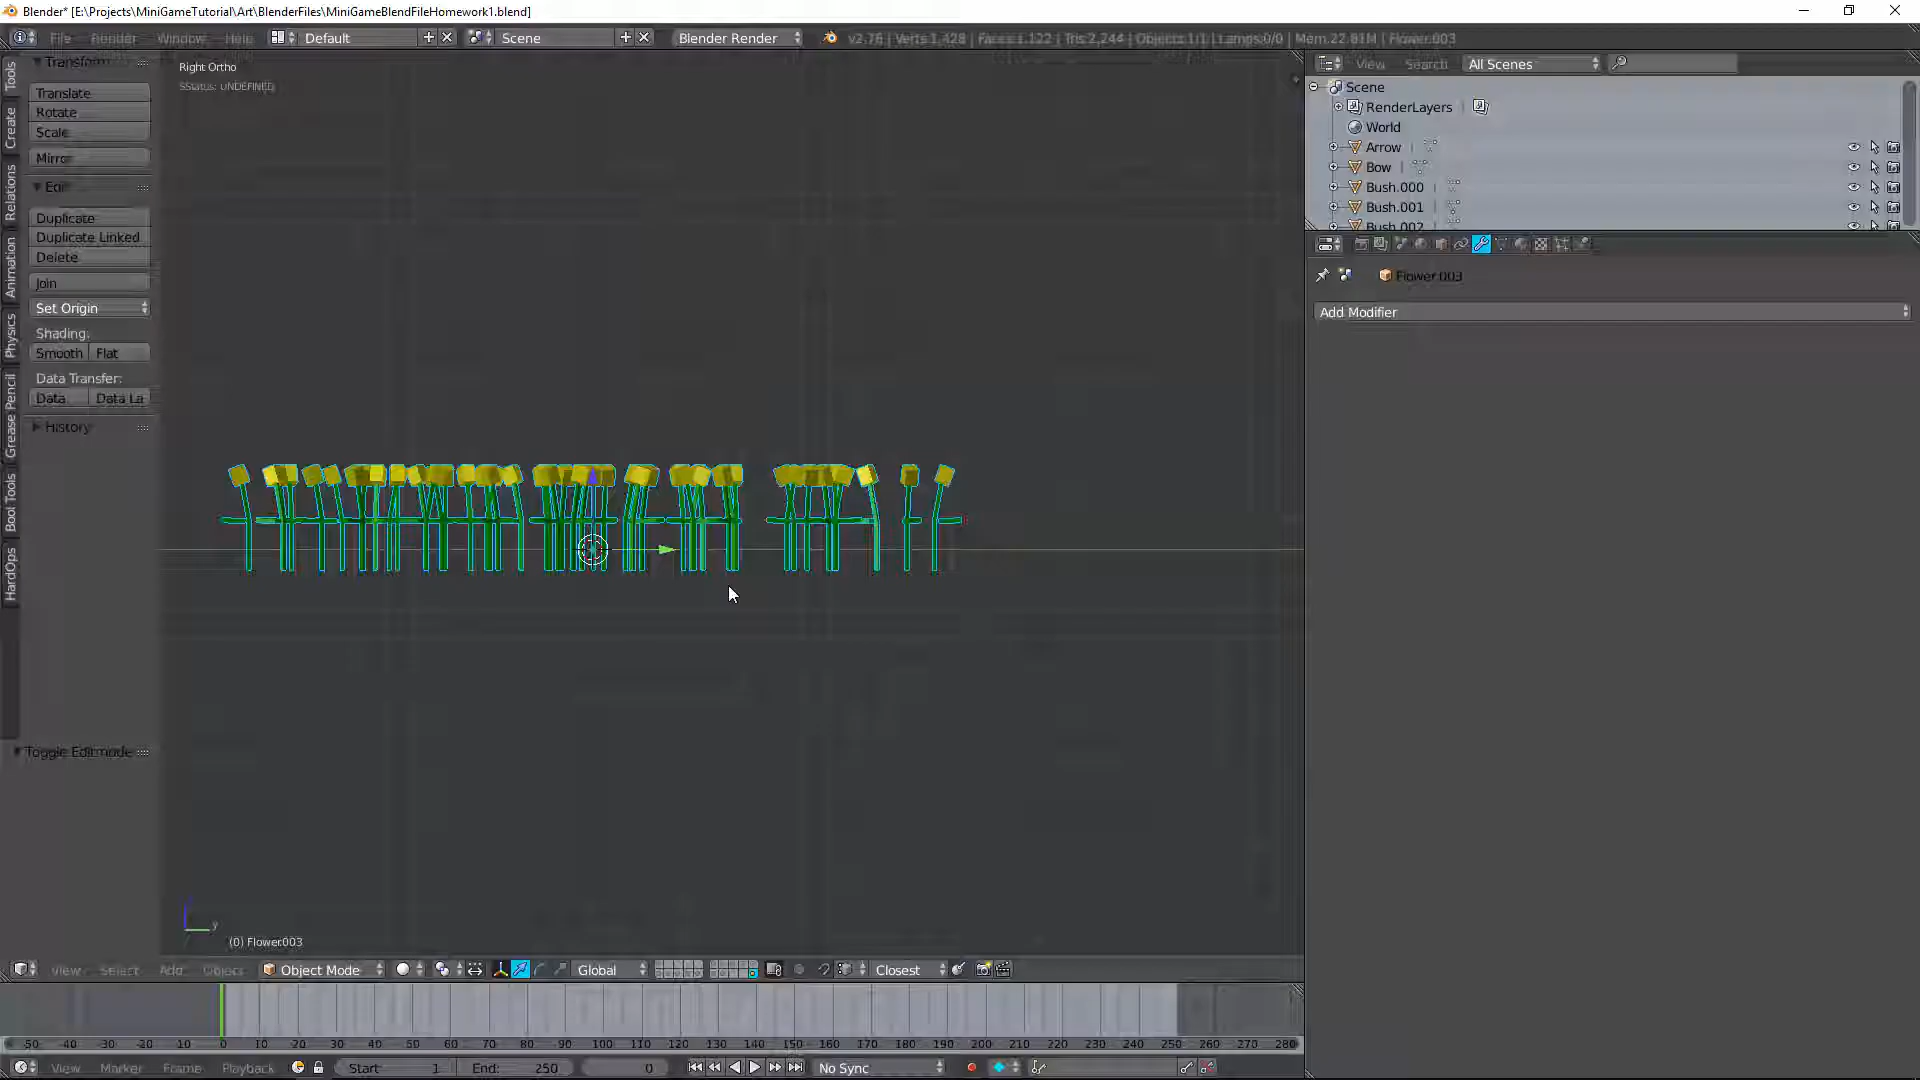 Blender* [E:\Projects\MiniGameTutorial\Art\BlenderFiles\MiniGameBlendFileHomework1.blend]
File Render Window Help Default Scene Blender Render v2.76 | Verts:1,428 | Faces:1,122 | Tris:2,244 | Objects:1/1 | Lamps:0/0 | Mem:22.81M | Flower.003
Tools
Create
Relations
Animation
Physics
Grease Pencil
Bool Tools
HardOps
Transform
Translate
Rotate
Scale
Mirror
Edit
Duplicate
Duplicate Linked
Delete
Join
Set Origin
Shading:
Smooth Flat
Data Transfer:
Data Data La
History
Toggle Editmode
Right Ortho
SStatus: UNDEFINED
y
(0) Flower.003
View Select Add Object Object Mode Global Closest
-50 -40 -30 -20 -10 0 10 20 30 40 50 60 70 80 90 100 110 120 130 140 150 160 170 180 190 200 210 220 230 240 250 260 270 280
View Marker Frame Playback Start: 1 End: 250 0 No Sync
View Search All Scenes
Scene
RenderLayers
World
Arrow
Bow
Bush.000
Bush.001
Bush.002
Flower.003
Add Modifier